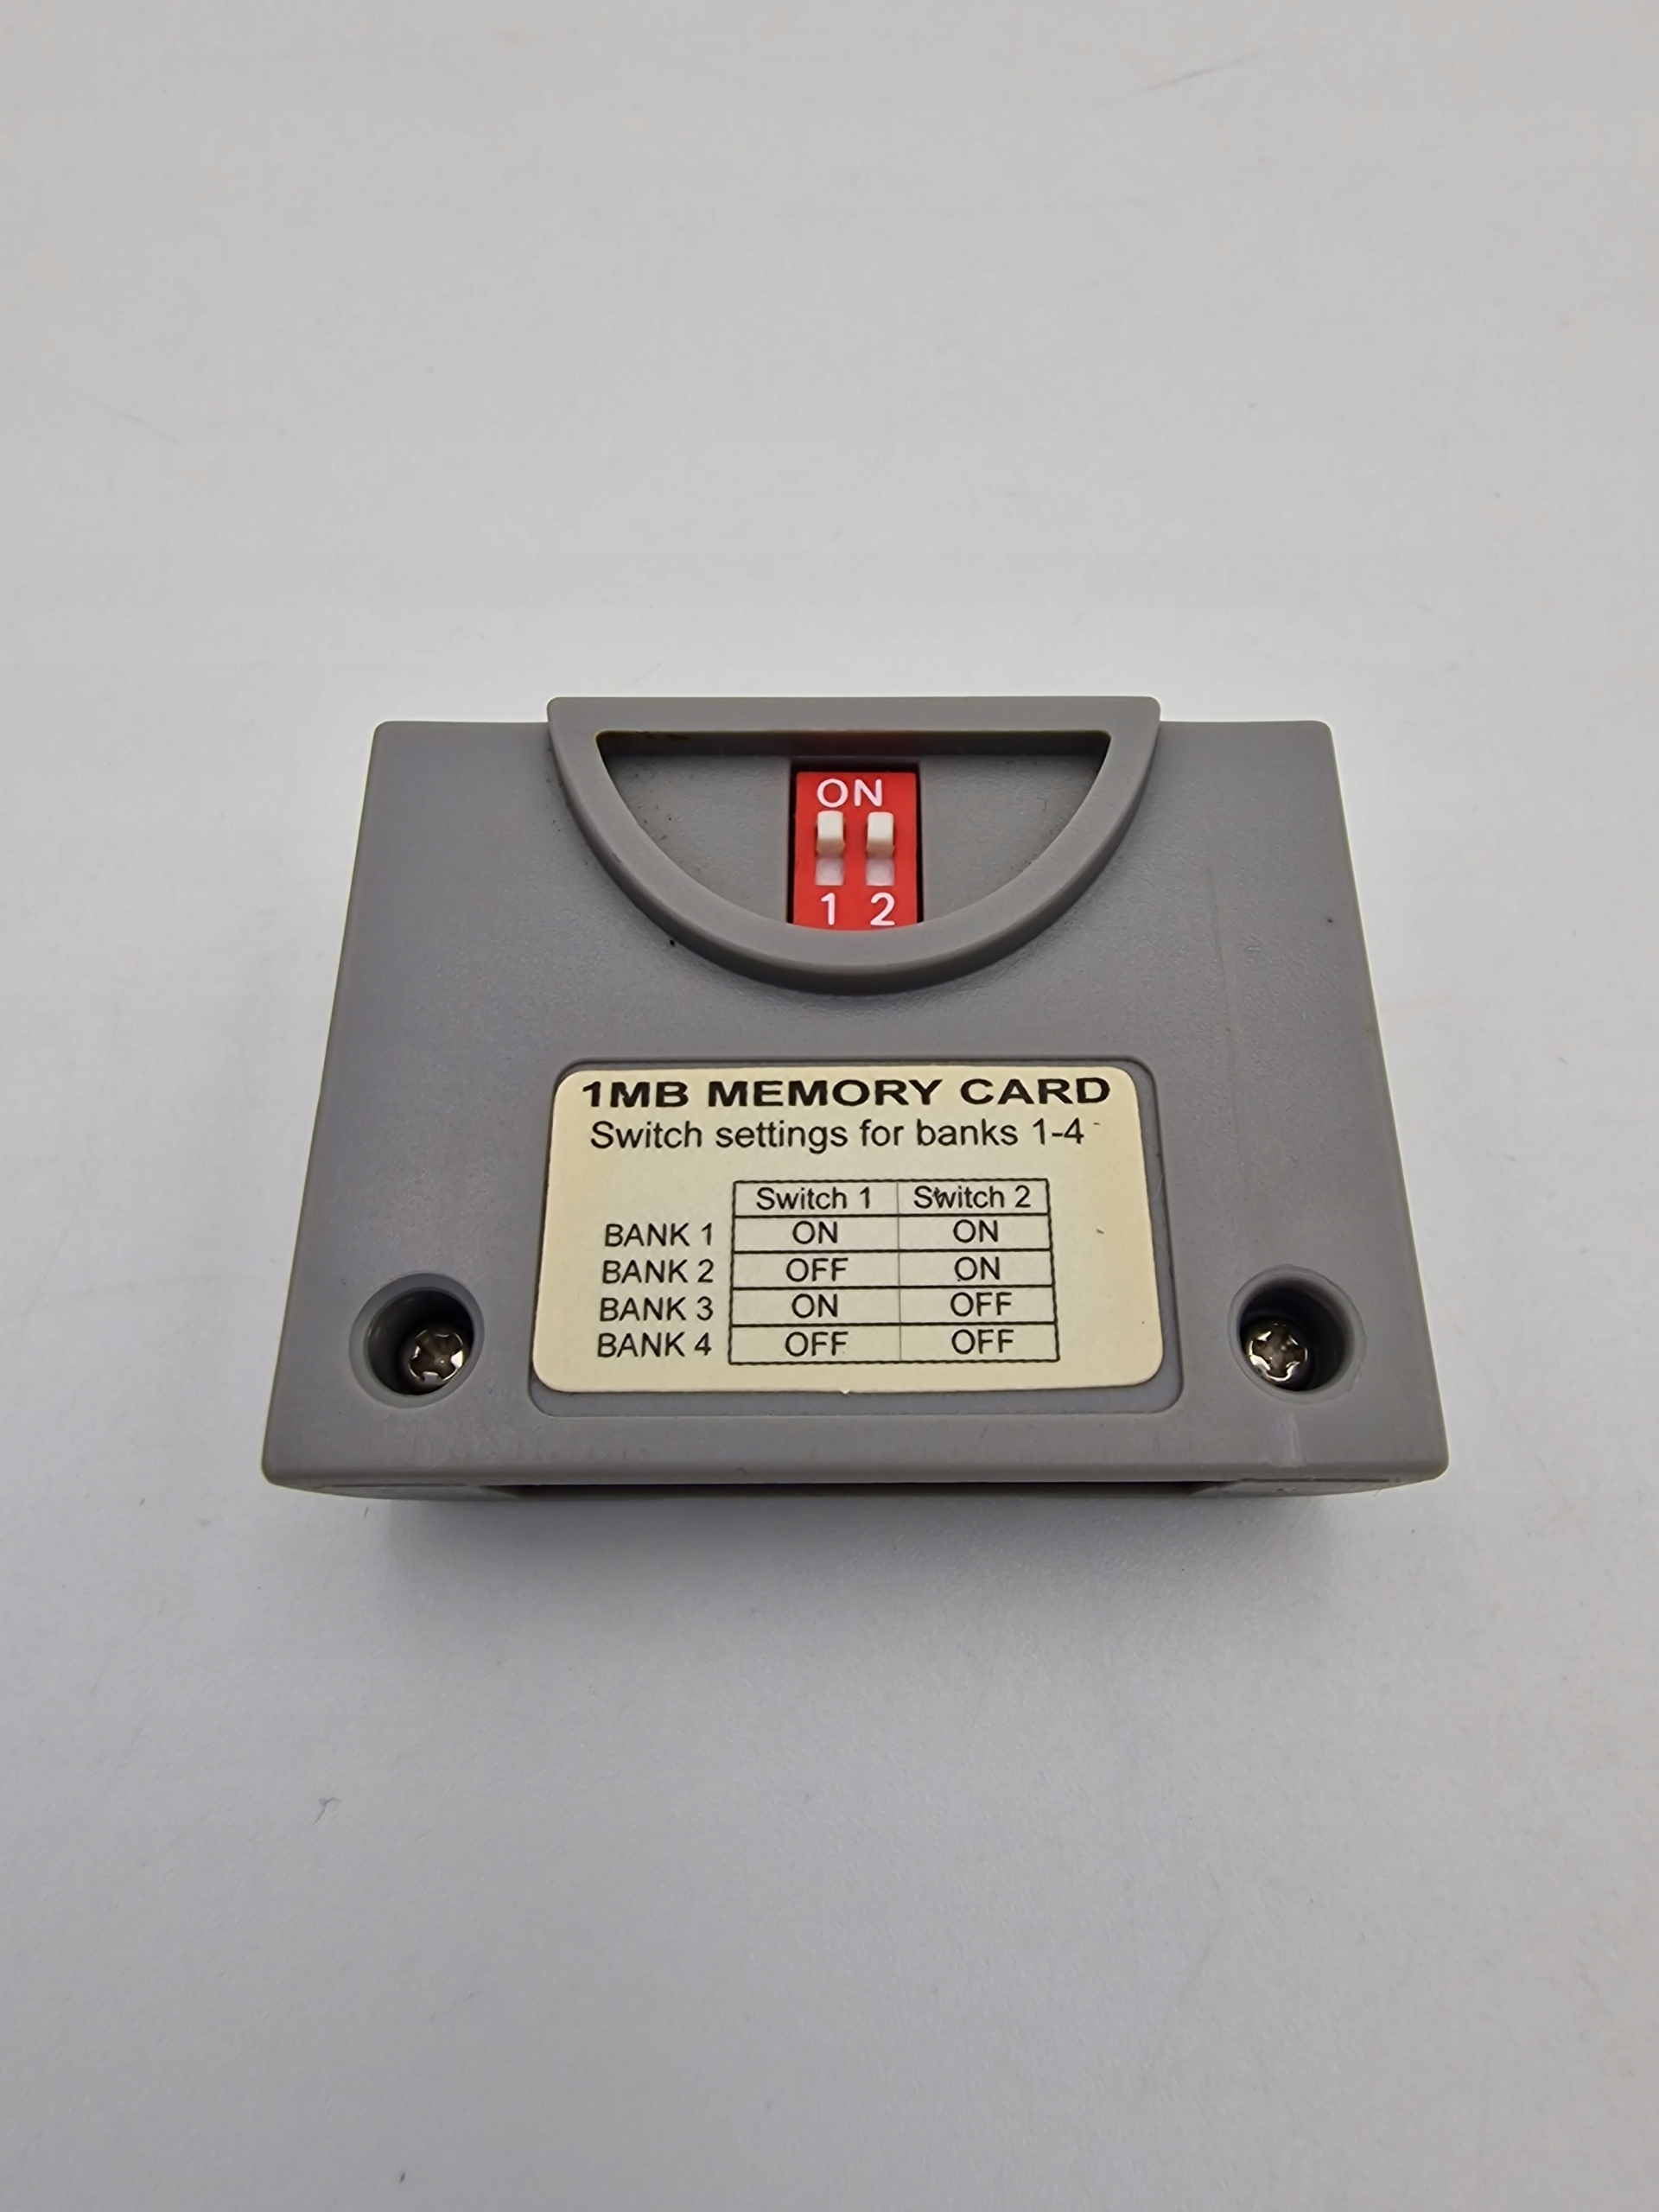 ON
1 2
1MB MEMORY CARD
Switch settings for banks 1-4
Switch 1 Switch 2
BANK 1 ON ON
BANK 2 OFF ON
BANK 3 ON OFF
BANK 4 OFF OFF